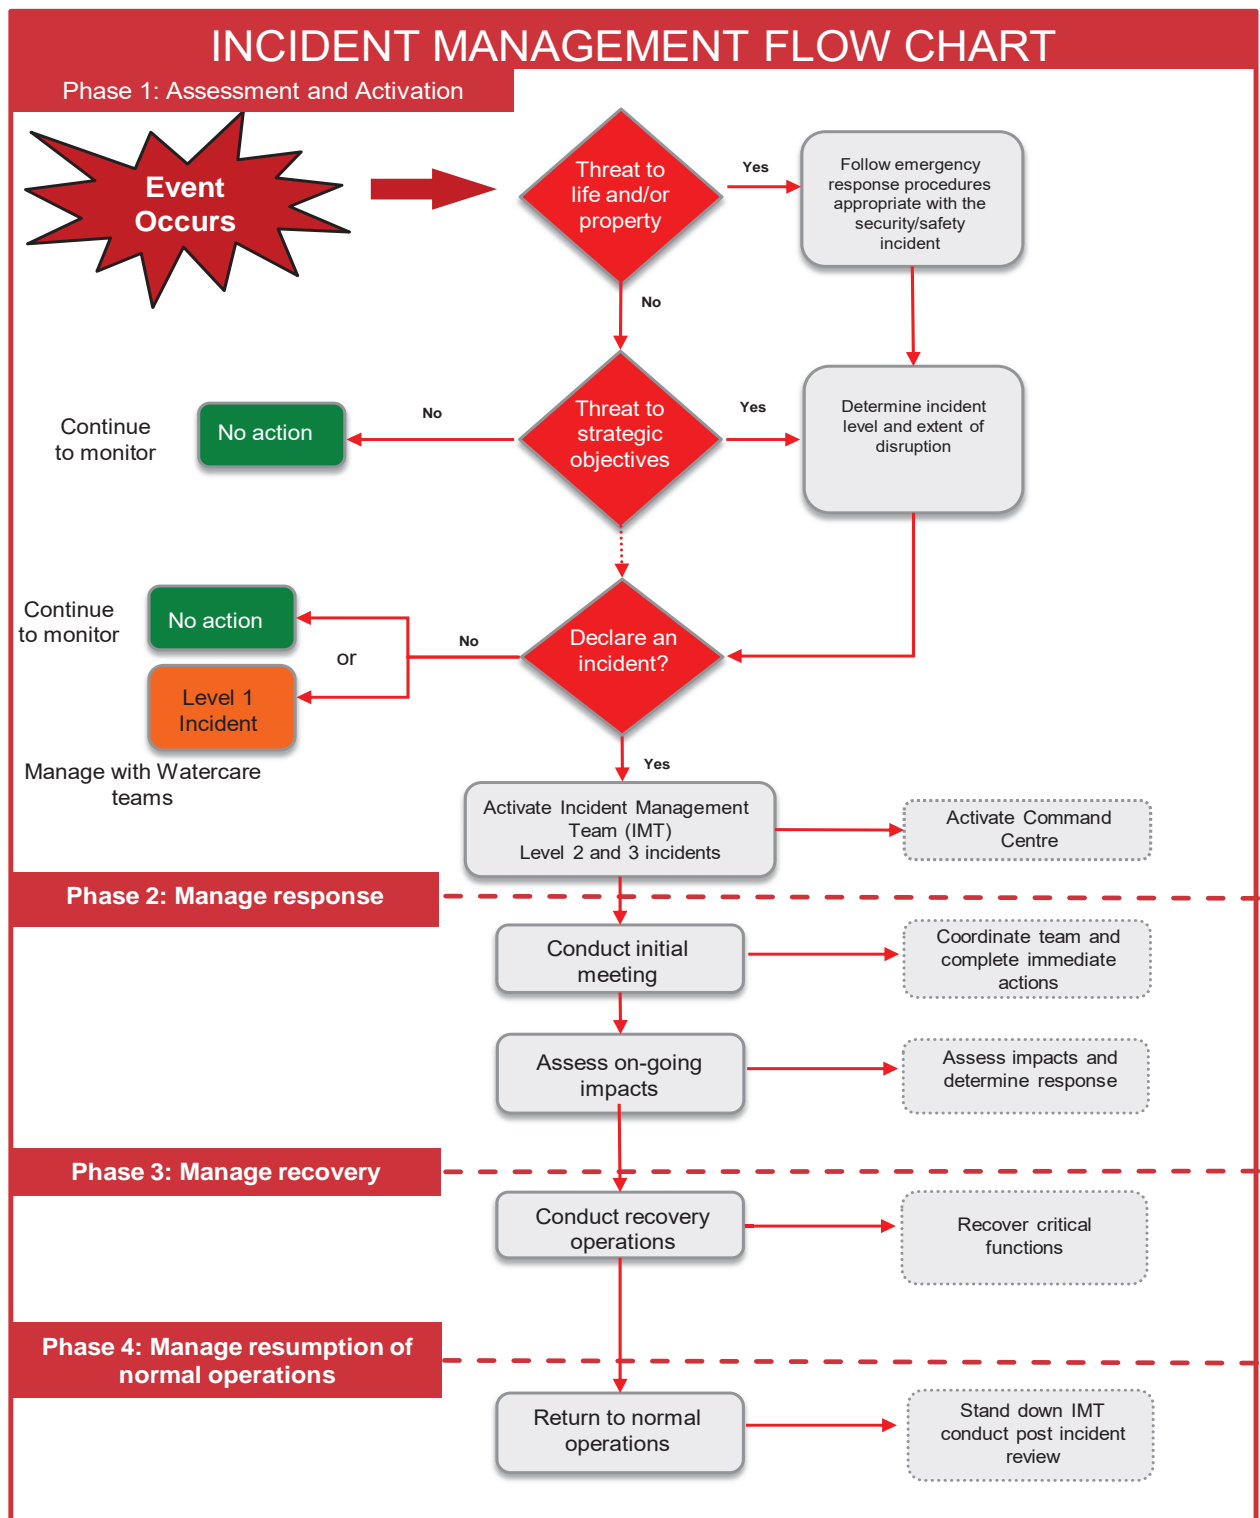 INCIDENT MANAGEMENT FLOW CHART
Phase 1: Assessment and Activation
Event
Occurs
Threat to
life and/or
property
Yes
Follow emergency
response procedures
appropriate with the
security/safety
incident
No
Continue
to monitor
No action
No
Threat to
strategic
objectives
Yes
Determine incident
level and extent of
disruption
Continue
to monitor
No action
or
Level 1
Incident
Manage with Watercare
teams
No
Declare an
incident?
Yes
Activate Incident Management
Team (IMT)
Level 2 and 3 incidents
Activate Command
Centre
Phase 2: Manage response
Conduct initial
meeting
Coordinate team and
complete immediate
actions
Assess on-going
impacts
Assess impacts and
determine response
Phase 3: Manage recovery
Conduct recovery
operations
Recover critical
functions
Phase 4: Manage resumption of
normal operations
Return to normal
operations
Stand down IMT
conduct post incident
review